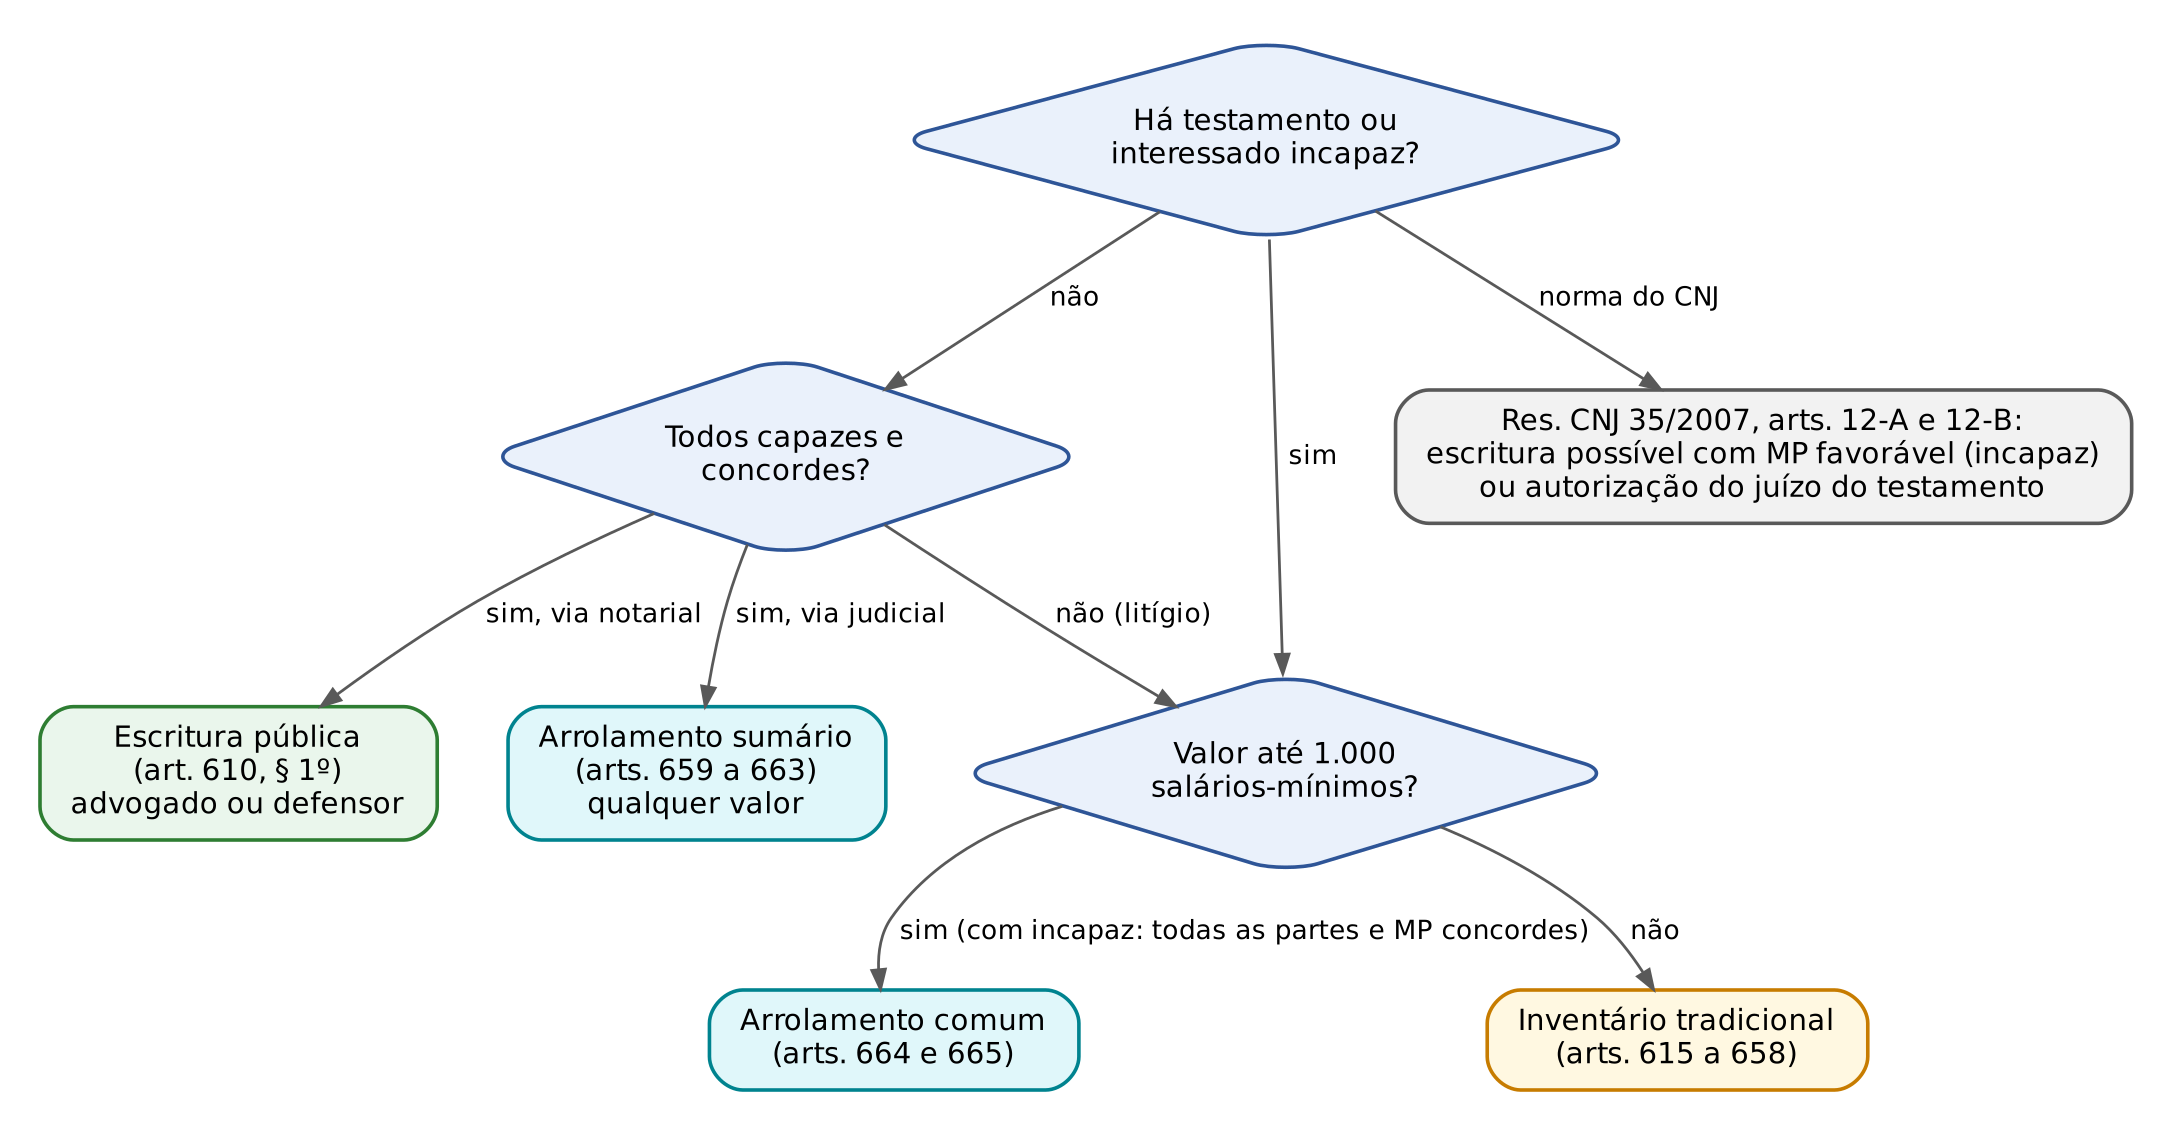 Há testamento ou
interessado incapaz?
não
norma do CNJ
Todos capazes e
concordes?
sim
Res. CNJ 35/2007, arts. 12-A e 12-B:
escritura possível com MP favorável (incapaz)
ou autorização do juízo do testamento
sim, via notarial
sim, via judicial
não (litígio)
Escritura pública
(art. 610, § 1º)
advogado ou defensor
Arrolamento sumário
(arts. 659 a 663)
qualquer valor
Valor até 1.000
salários-mínimos?
sim (com incapaz: todas as partes e MP concordes)
não
Arrolamento comum
(arts. 664 e 665)
Inventário tradicional
(arts. 615 a 658)